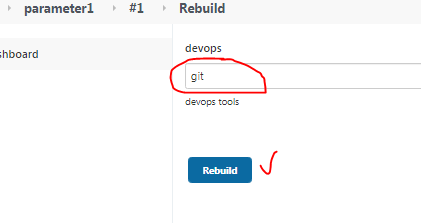 parameter1 #1 Rebuild
shboard
devops
git
devops tools
Rebuild